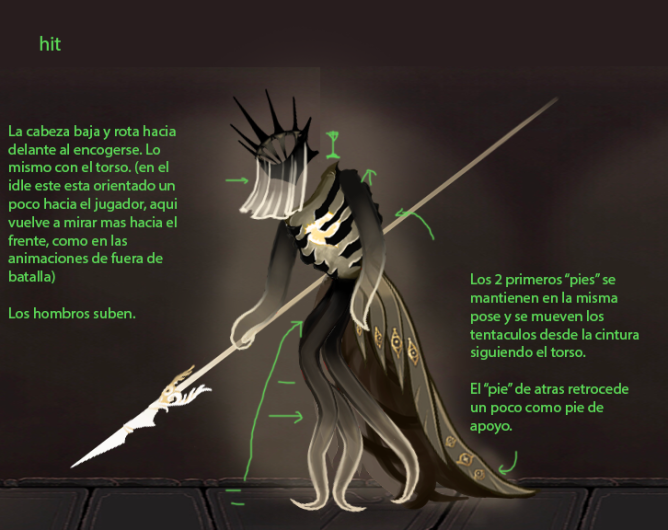 hit
La cabeza baja y rota hacia
delante al encogerse. Lo
mismo con el torso. (en el
idle este esta orientado un
poco hacia el jugador, aqui
vuelve a mirar mas hacia el
frente, como en las
animaciones de fuera de
batalla)
Los hombros suben.
Los 2 primeros “pies” se
mantienen en la misma
pose y se mueven los
tentaculos desde la cintura
siguiendo el torso.
El “pie” de atras retrocede
un poco como pie de
apoyo.